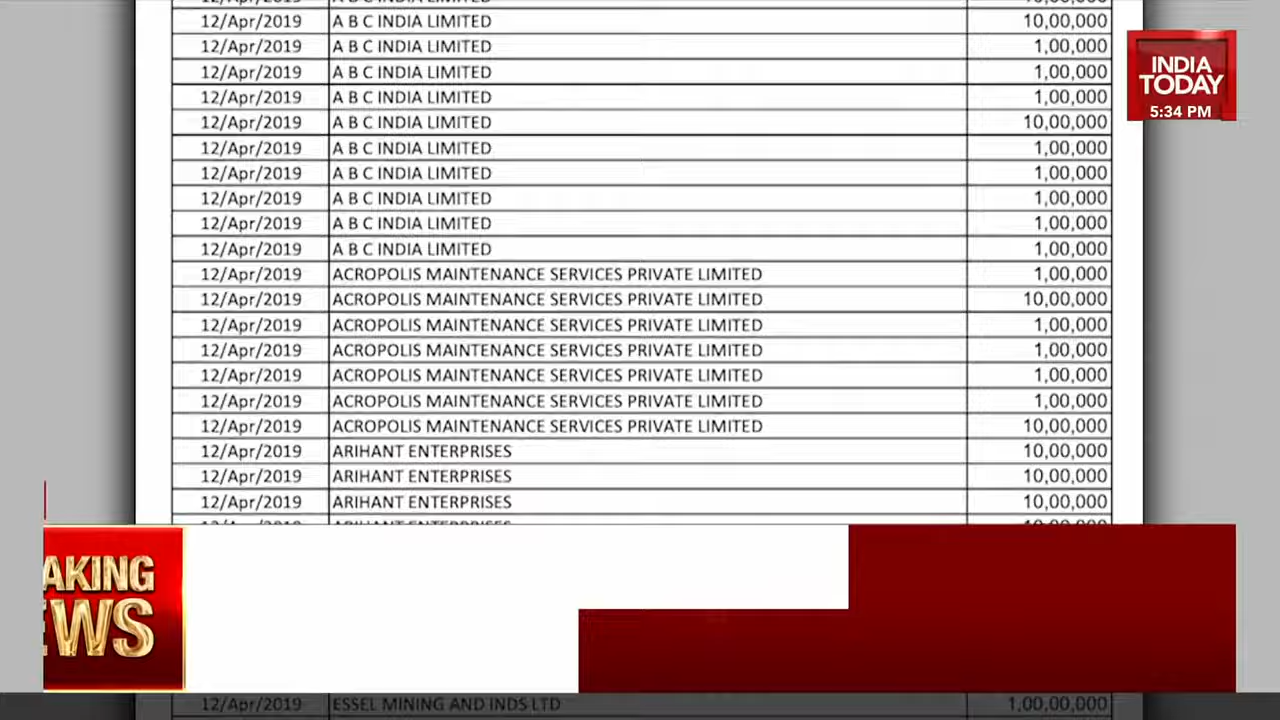 12/Apr/2019 A B C INDIA LIMITED 10,00,000
12/Apr/2019 A B C INDIA LIMITED 10,00,000
12/Apr/2019 A B C INDIA LIMITED 1,00,000
12/Apr/2019 A B C INDIA LIMITED 1,00,000
12/Apr/2019 A B C INDIA LIMITED 1,00,000
12/Apr/2019 A B C INDIA LIMITED 10,00,000
12/Apr/2019 A B C INDIA LIMITED 1,00,000
12/Apr/2019 A B C INDIA LIMITED 1,00,000
12/Apr/2019 A B C INDIA LIMITED 1,00,000
12/Apr/2019 A B C INDIA LIMITED 1,00,000
12/Apr/2019 A B C INDIA LIMITED 1,00,000
12/Apr/2019 ACROPOLIS MAINTENANCE SERVICES PRIVATE LIMITED 1,00,000
12/Apr/2019 ACROPOLIS MAINTENANCE SERVICES PRIVATE LIMITED 10,00,000
12/Apr/2019 ACROPOLIS MAINTENANCE SERVICES PRIVATE LIMITED 1,00,000
12/Apr/2019 ACROPOLIS MAINTENANCE SERVICES PRIVATE LIMITED 1,00,000
12/Apr/2019 ACROPOLIS MAINTENANCE SERVICES PRIVATE LIMITED 1,00,000
12/Apr/2019 ACROPOLIS MAINTENANCE SERVICES PRIVATE LIMITED 1,00,000
12/Apr/2019 ACROPOLIS MAINTENANCE SERVICES PRIVATE LIMITED 10,00,000
12/Apr/2019 ARIHANT ENTERPRISES 10,00,000
12/Apr/2019 ARIHANT ENTERPRISES 10,00,000
12/Apr/2019 ARIHANT ENTERPRISES 10,00,000
INDIA
TODAY
5:34 PM
AKING
EWS
12/Apr/2019 ESSEL MINING AND INDS LTD 1,00,00,000